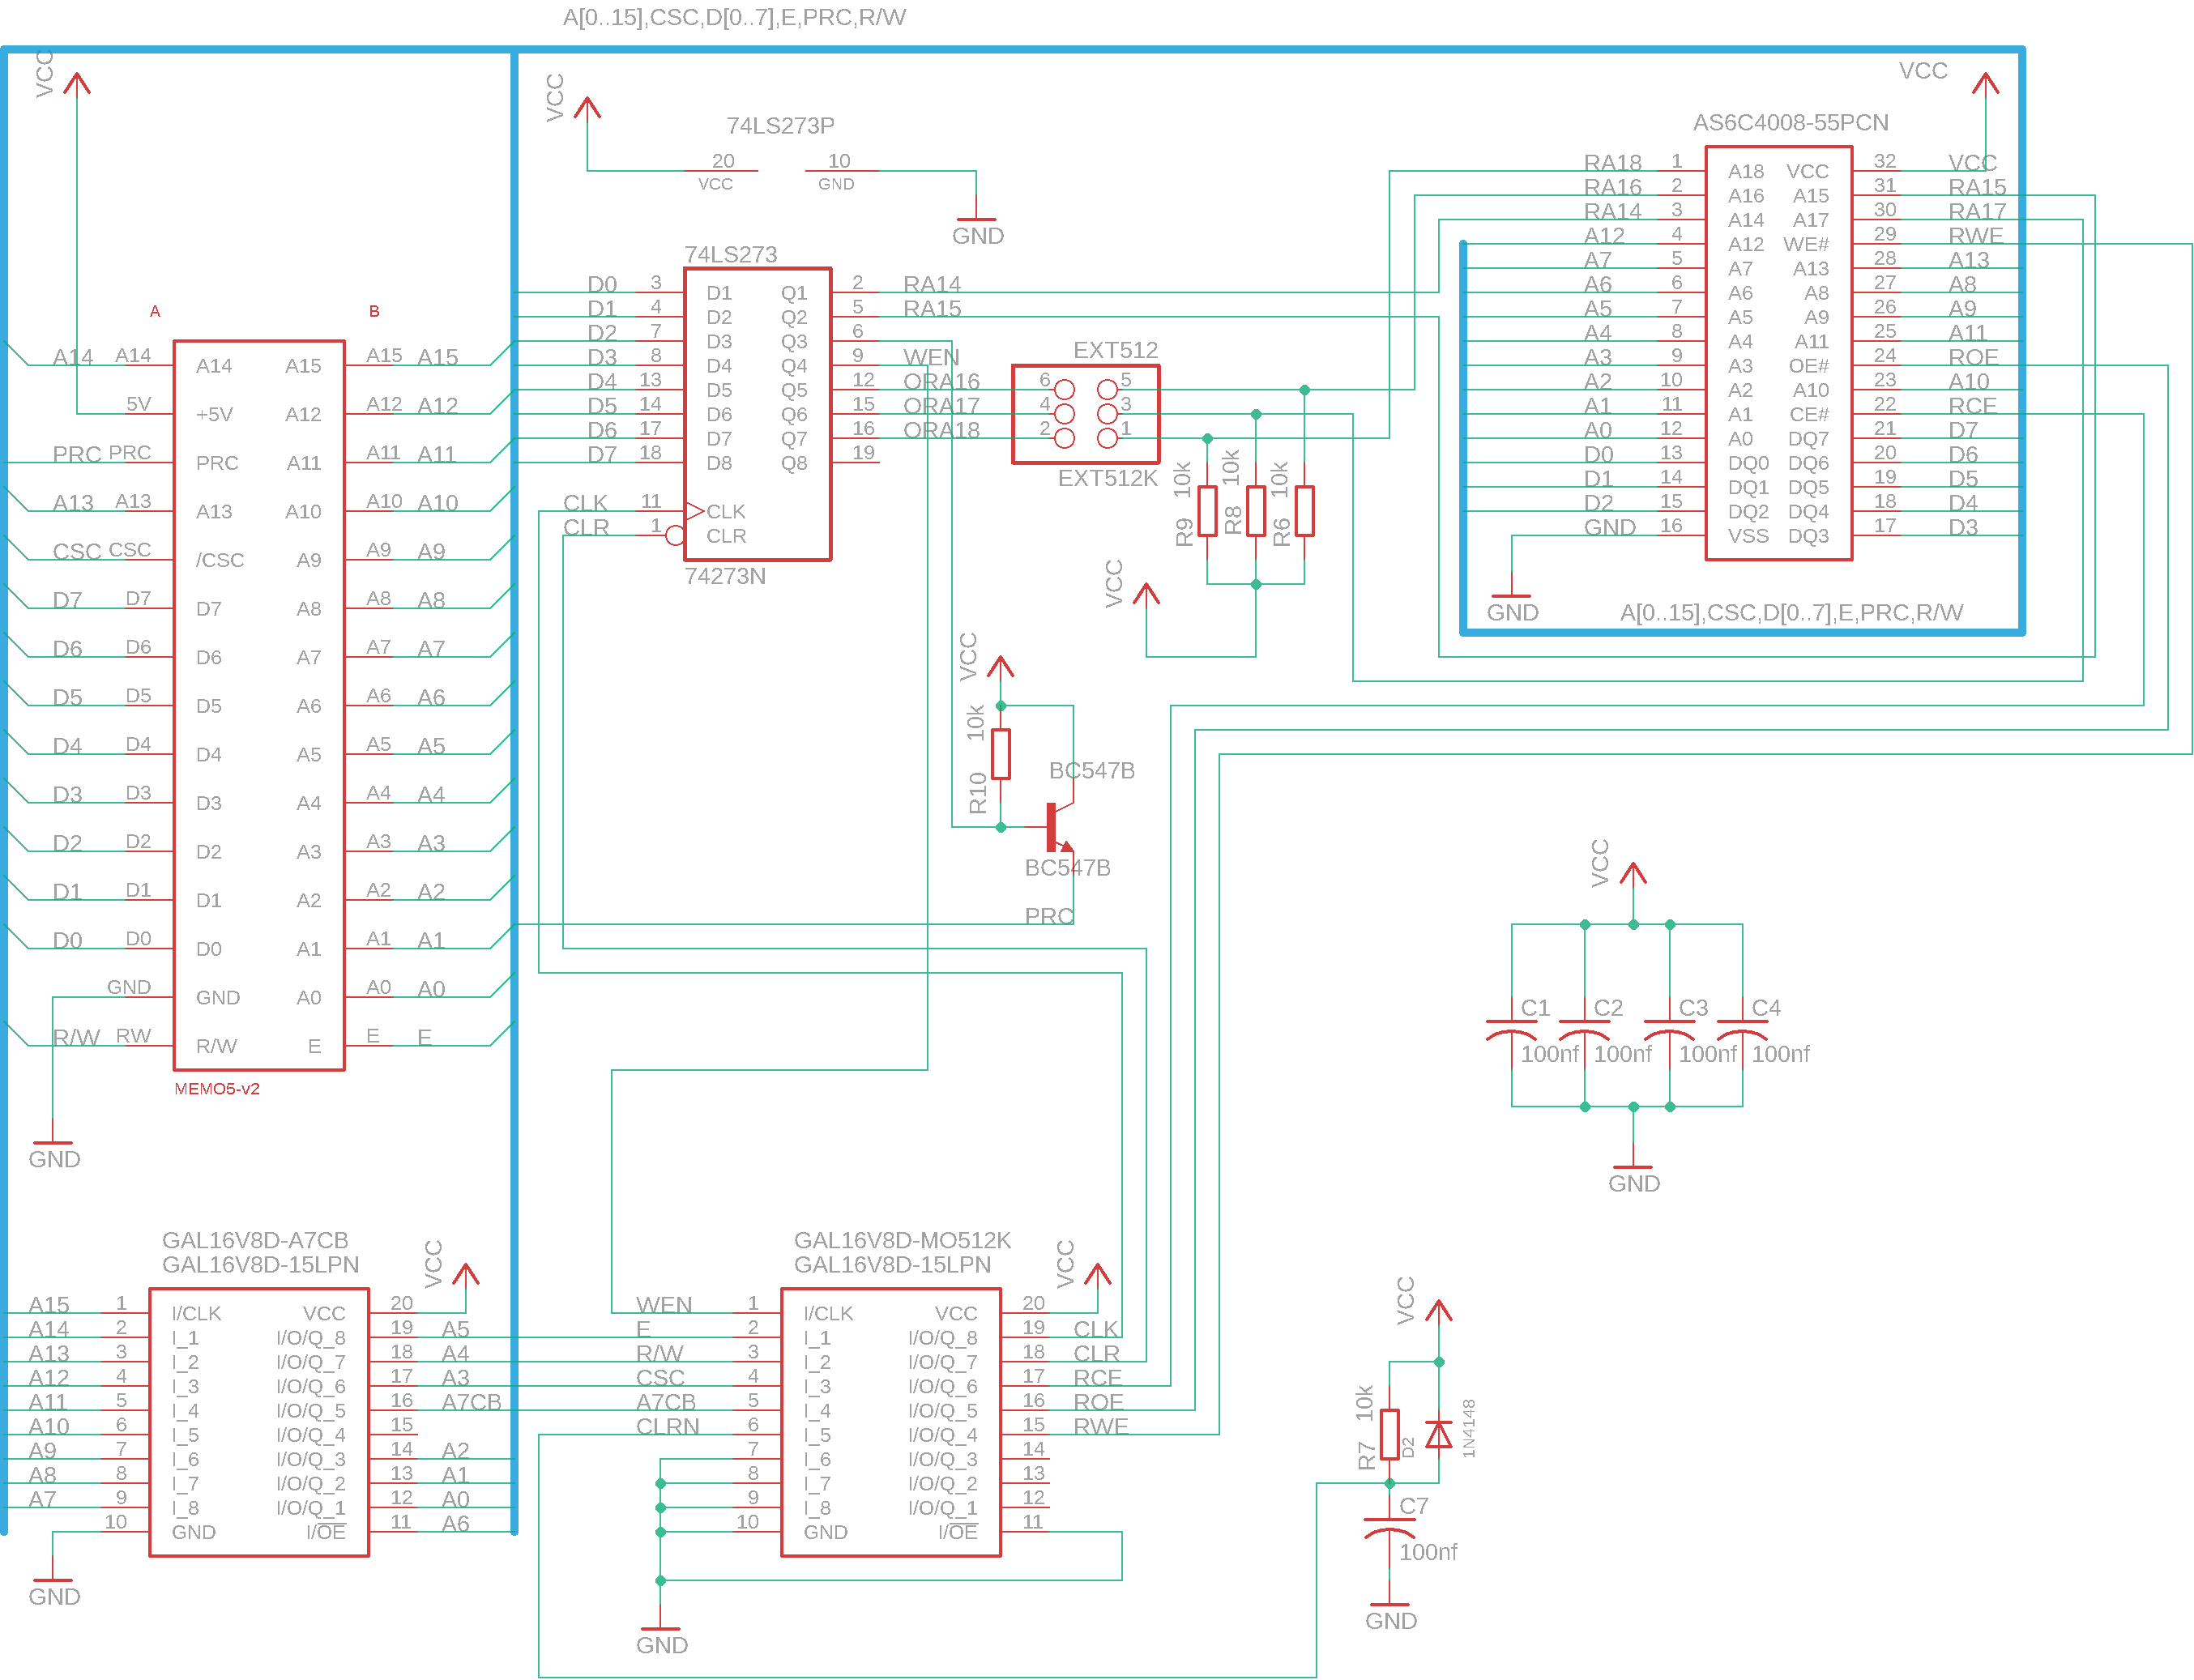 A[0..15],CSC,D[0..7],E,PRC,R/W
VCC
A
B
A14 A14 A14 A15 A15 A15
5V +5V A12 A12 A12
PRC PRC PRC A11 A11 A11
A13 A13 A13 A10 A10 A10
CSC CSC /CSC A9 A9 A9
D7 D7 D7 A8 A8 A8
D6 D6 D6 A7 A7 A7
D5 D5 D5 A6 A6 A6
D4 D4 D4 A5 A5 A5
D3 D3 D3 A4 A4 A4
D2 D2 D2 A3 A3 A3
D1 D1 D1 A2 A2 A2
D0 D0 D0 A1 A1 A1
GND GND A0 A0 A0
R/W RW R/W E E E
MEMO5-v2
GND
VCC
74LS273P
20 10
VCC GND
GND
74LS273
D0 3 D1 Q1 2 RA14
D1 4 D2 Q2 5 RA15
D2 7 D3 Q3 6
D3 8 D4 Q4 9 WEN
D4 13 D5 Q5 12 ORA16
D5 14 D6 Q6 15 ORA17
D6 17 D7 Q7 16 ORA18
D7 18 D8 Q8 19
CLK 11 CLK
CLR 1 CLR
74273N
EXT512
6 5
4 3
2 1
EXT512K
10k 10k 10k
R9 R8 R6
VCC
VCC
10k
R10
BC547B
BC547B
PRC
VCC
AS6C4008-55PCN
RA18 1 A18 VCC 32 VCC
RA16 2 A16 A15 31 RA15
RA14 3 A14 A17 30 RA17
A12 4 A12 WE# 29 RWE
A7 5 A7 A13 28 A13
A6 6 A6 A8 27 A8
A5 7 A5 A9 26 A9
A4 8 A4 A11 25 A11
A3 9 A3 OE# 24 ROE
A2 10 A2 A10 23 A10
A1 11 A1 CE# 22 RCE
A0 12 A0 DQ7 21 D7
D0 13 DQ0 DQ6 20 D6
D1 14 DQ1 DQ5 19 D5
D2 15 DQ2 DQ4 18 D4
GND 16 VSS DQ3 17 D3
GND
A[0..15],CSC,D[0..7],E,PRC,R/W
VCC
C1 C2 C3 C4
100nf 100nf 100nf 100nf
GND
GAL16V8D-A7CB
GAL16V8D-15LPN
VCC
A15 1 I/CLK VCC 20
A14 2 I_1 I/O/Q_8 19 A5
A13 3 I_2 I/O/Q_7 18 A4
A12 4 I_3 I/O/Q_6 17 A3
A11 5 I_4 I/O/Q_5 16 A7CB
A10 6 I_5 I/O/Q_4 15
A9 7 I_6 I/O/Q_3 14 A2
A8 8 I_7 I/O/Q_2 13 A1
A7 9 I_8 I/O/Q_1 12 A0
10 GND I/OE 11 A6
GND
GAL16V8D-MO512K
GAL16V8D-15LPN
VCC
WEN 1 I/CLK VCC 20
E 2 I_1 I/O/Q_8 19 CLK
R/W 3 I_2 I/O/Q_7 18 CLR
CSC 4 I_3 I/O/Q_6 17 RCE
A7CB 5 I_4 I/O/Q_5 16 ROE
CLRN 6 I_5 I/O/Q_4 15 RWE
7 I_6 I/O/Q_3 14
8 I_7 I/O/Q_2 13
9 I_8 I/O/Q_1 12
10 GND I/OE 11
GND
VCC
10k
R7
D2
1N4148
C7
100nf
GND